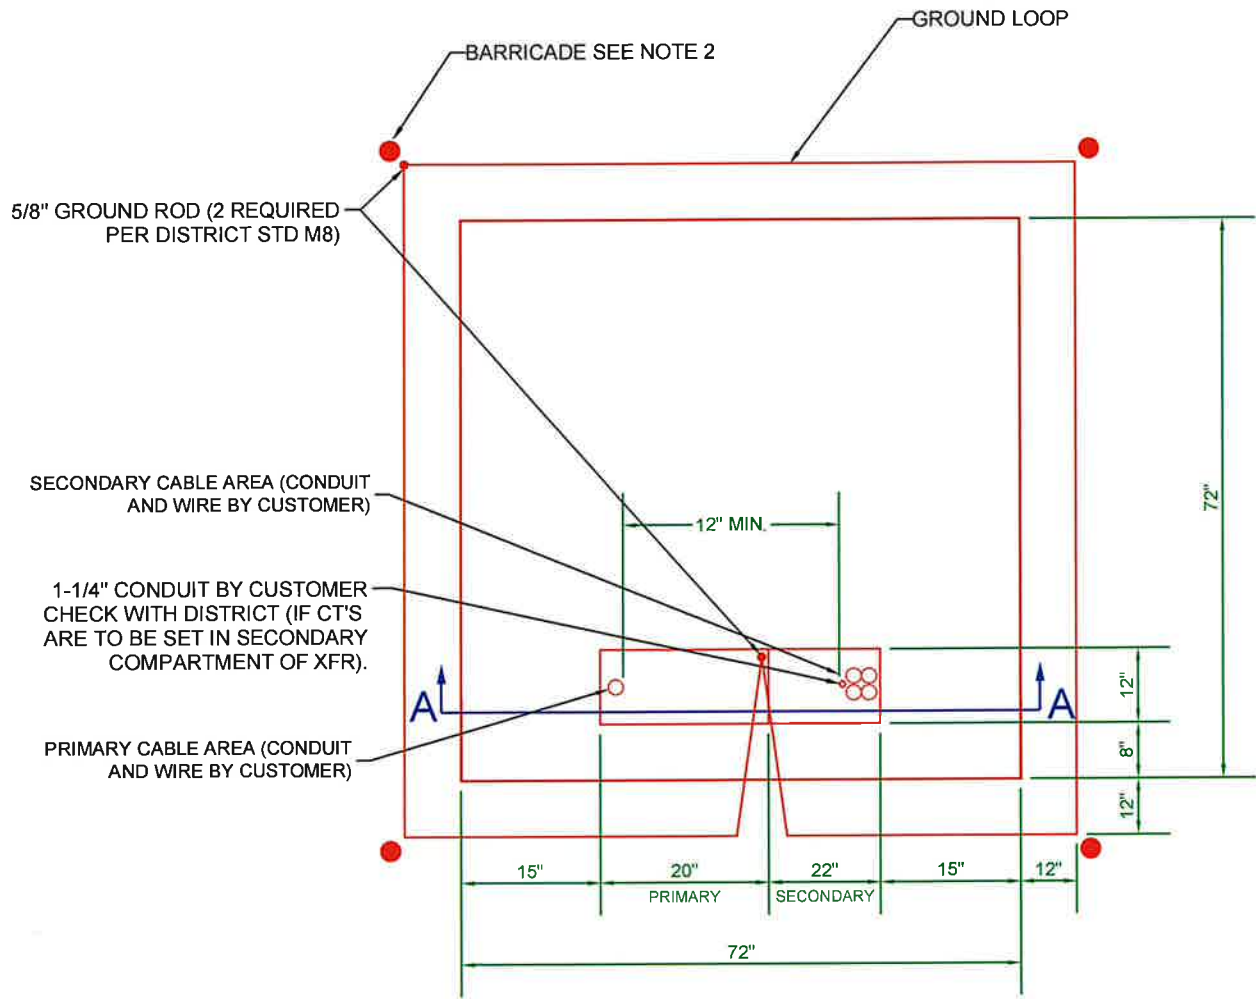 GROUND LOOP
BARRICADE SEE NOTE 2
5/8" GROUND ROD (2 REQUIRED
PER DISTRICT STD M8)
SECONDARY CABLE AREA (CONDUIT
AND WIRE BY CUSTOMER)
12" MIN.
72"
1-1/4" CONDUIT BY CUSTOMER
CHECK WITH DISTRICT (IF CT'S
ARE TO BE SET IN SECONDARY
COMPARTMENT OF XFR).
A
A
12"
PRIMARY CABLE AREA (CONDUIT
AND WIRE BY CUSTOMER)
8"
12"
15"
20"
22"
15"
12"
PRIMARY
SECONDARY
72"